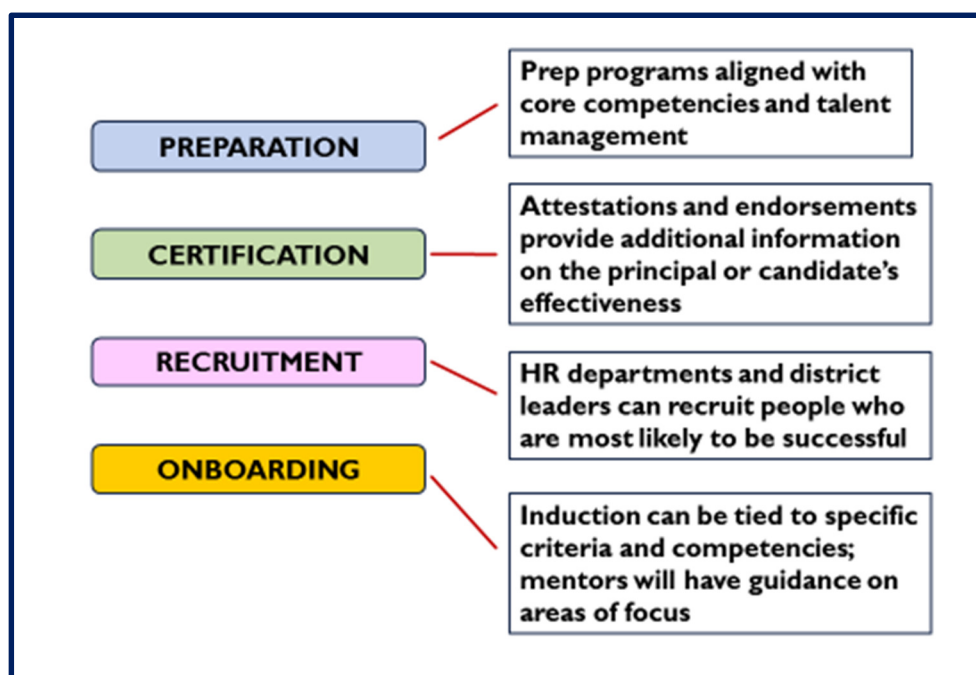 PREPARATION
Prep programs aligned with
core competencies and talent
management
CERTIFICATION
Attestations and endorsements
provide additional information
on the principal or candidate’s
effectiveness
RECRUITMENT
HR departments and district
leaders can recruit people who
are most likely to be successful
ONBOARDING
Induction can be tied to specific
criteria and competencies;
mentors will have guidance on
areas of focus